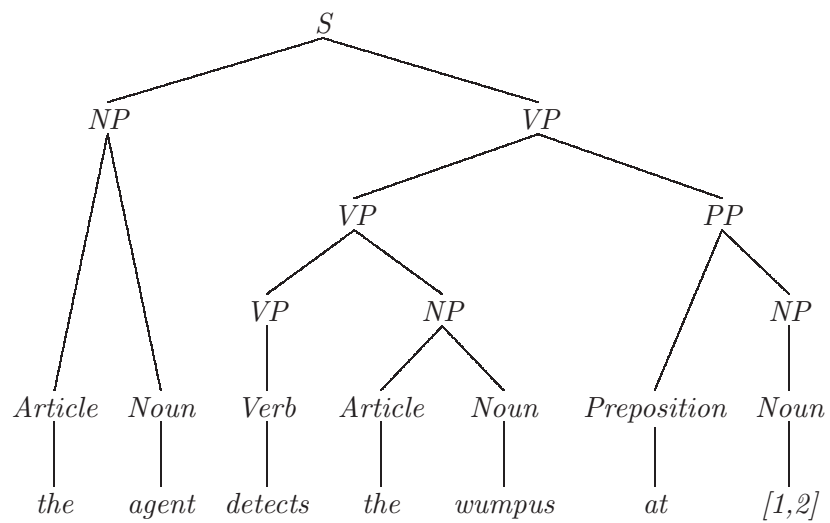 S
NP VP
VP PP
VP NP NP
Article Noun Verb Article Noun Preposition Noun
the agent detects the wumpus at [1,2]